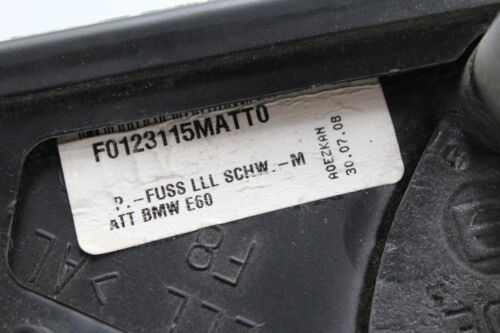 F0123115MATT0
P.-FUSS LLL SCHW.-M
ATT BMW E60
AOEZKAN
30.07.08